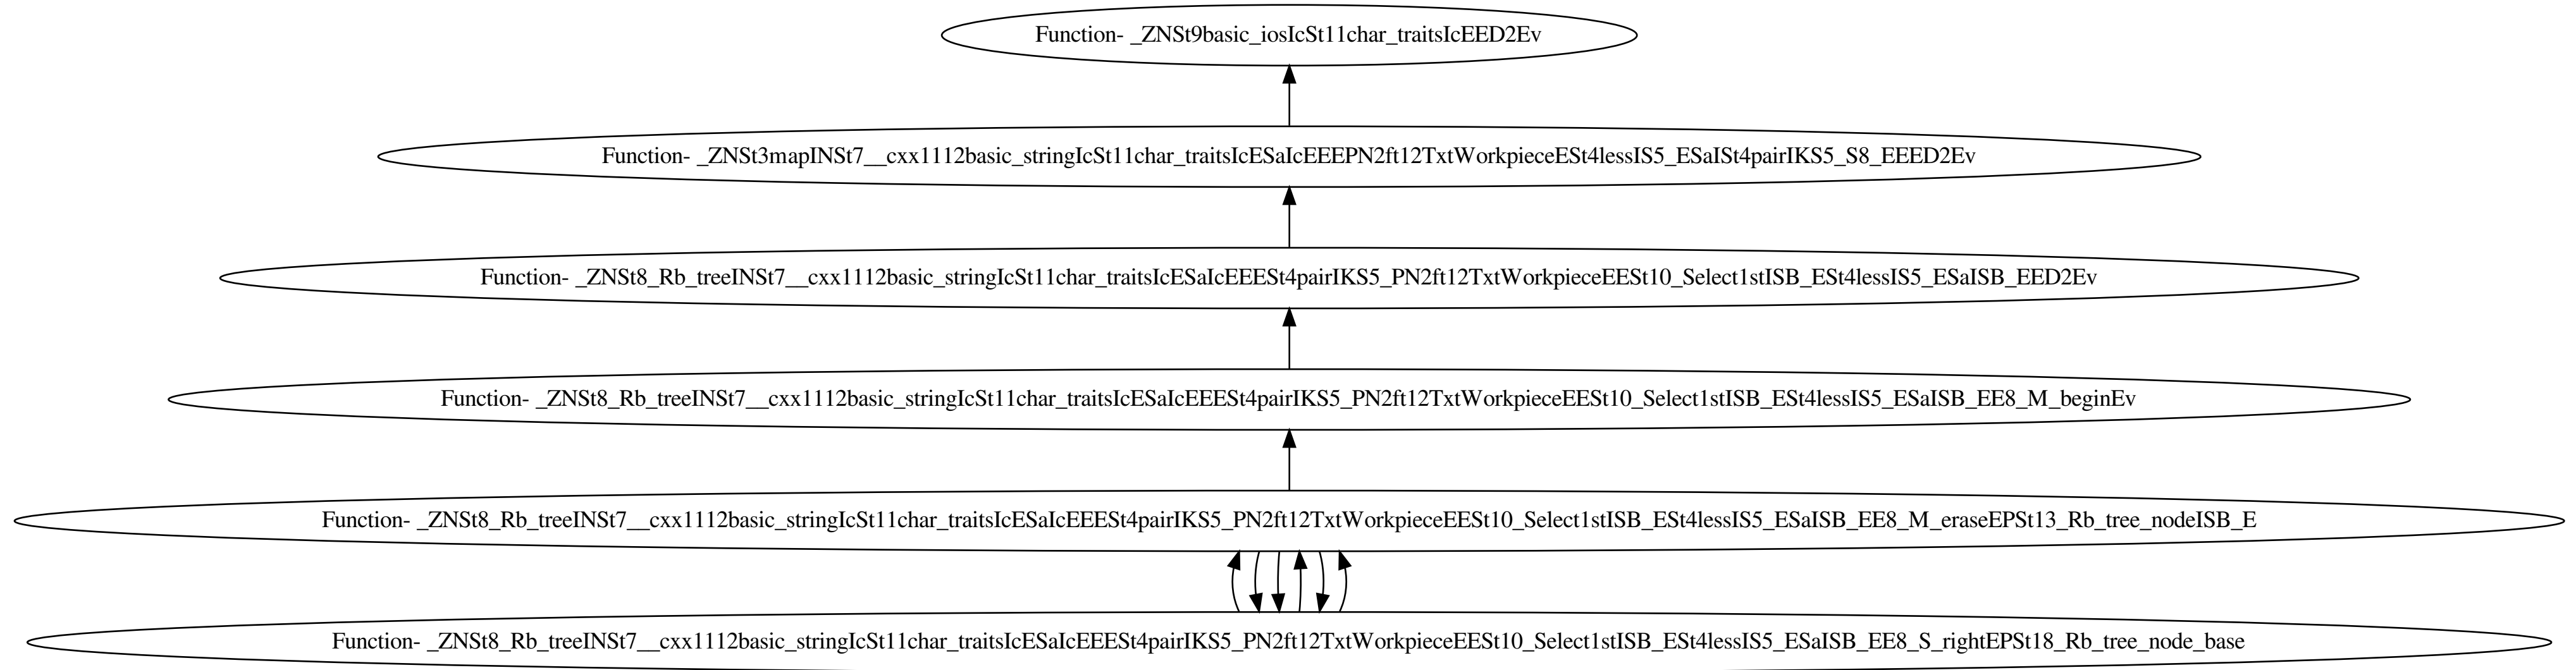 Function- _ZNSt9basic_iosIcSt11char_traitsIcEED2Ev
Function- _ZNSt3mapINSt7__cxx1112basic_stringIcSt11char_traitsIcESaIcEEEPN2ft12TxtWorkpieceESt4lessIS5_ESaISt4pairIKS5_S8_EEED2Ev
Function- _ZNSt8_Rb_treeINSt7__cxx1112basic_stringIcSt11char_traitsIcESaIcEEESt4pairIKS5_PN2ft12TxtWorkpieceEESt10_Select1stISB_ESt4lessIS5_ESaISB_EED2Ev
Function- _ZNSt8_Rb_treeINSt7__cxx1112basic_stringIcSt11char_traitsIcESaIcEEESt4pairIKS5_PN2ft12TxtWorkpieceEESt10_Select1stISB_ESt4lessIS5_ESaISB_EE8_M_beginEv
Function- _ZNSt8_Rb_treeINSt7__cxx1112basic_stringIcSt11char_traitsIcESaIcEEESt4pairIKS5_PN2ft12TxtWorkpieceEESt10_Select1stISB_ESt4lessIS5_ESaISB_EE8_M_eraseEPSt13_Rb_tree_nodeISB_E
Function- _ZNSt8_Rb_treeINSt7__cxx1112basic_stringIcSt11char_traitsIcESaIcEEESt4pairIKS5_PN2ft12TxtWorkpieceEESt10_Select1stISB_ESt4lessIS5_ESaISB_EE8_S_rightEPSt18_Rb_tree_node_base